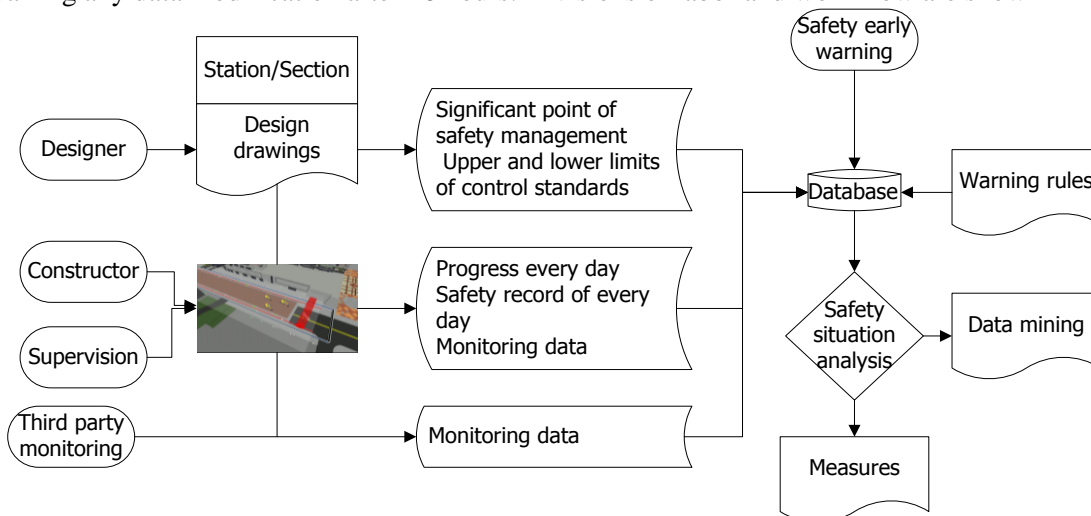 Safety early
warning
Station/Section
Design
drawings
Designer
Significant point of
safety management
Upper and lower limits
of control standards
Database
Warning rules
Constructor
Supervision
Progress every day
Safety record of every
day
Monitoring data
Safety
situation
analysis
Data mining
Third party
monitoring
Monitoring data
Measures